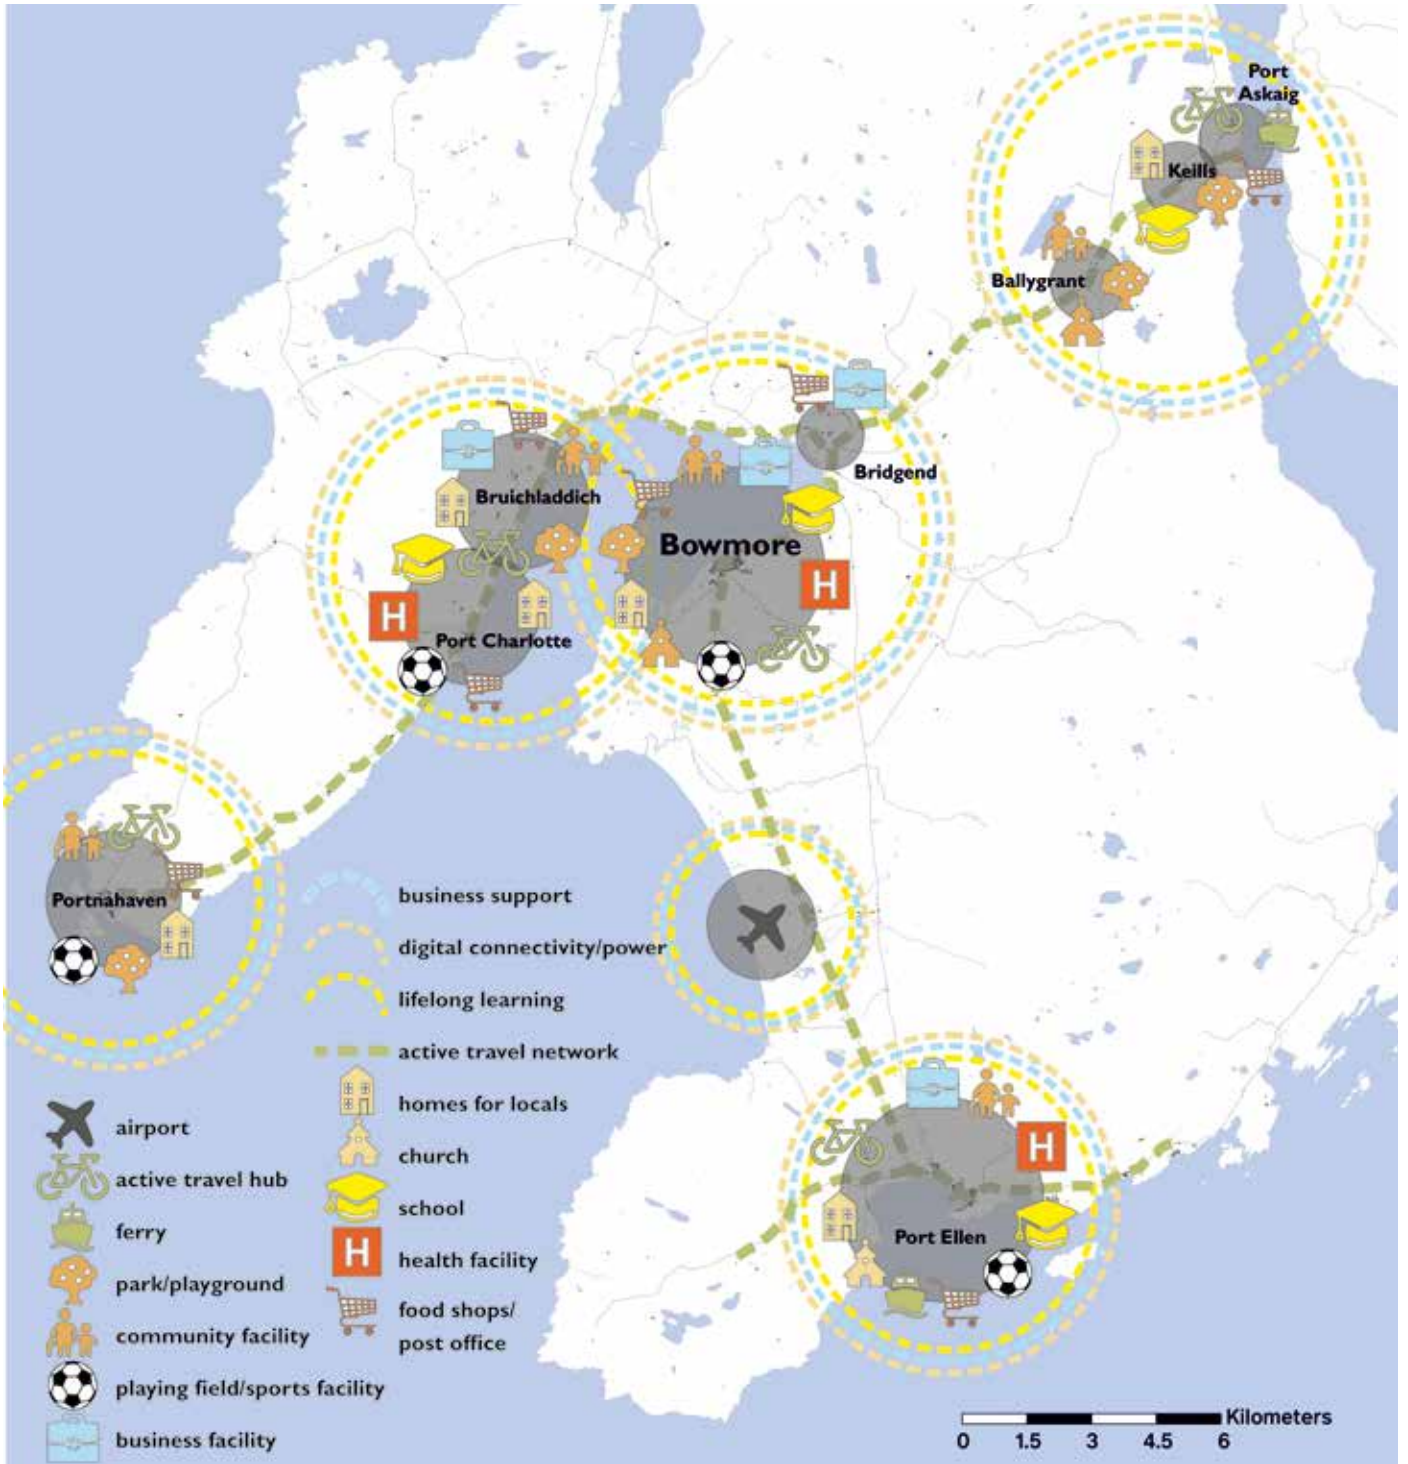 Port
Askaig
Keills
Ballygrant
Bridgend
Bruichladdich
Bowmore
H
H
Port Charlotte
Portnahaven
business support
digital connectivity/power
lifelong learning
active travel network
homes for locals
church
school
H
health facility
food shops/
post office
airport
active travel hub
ferry
park/playground
community facility
playing field/sports facility
business facility
H
Port Ellen
Kilometers
0 1.5 3 4.5 6